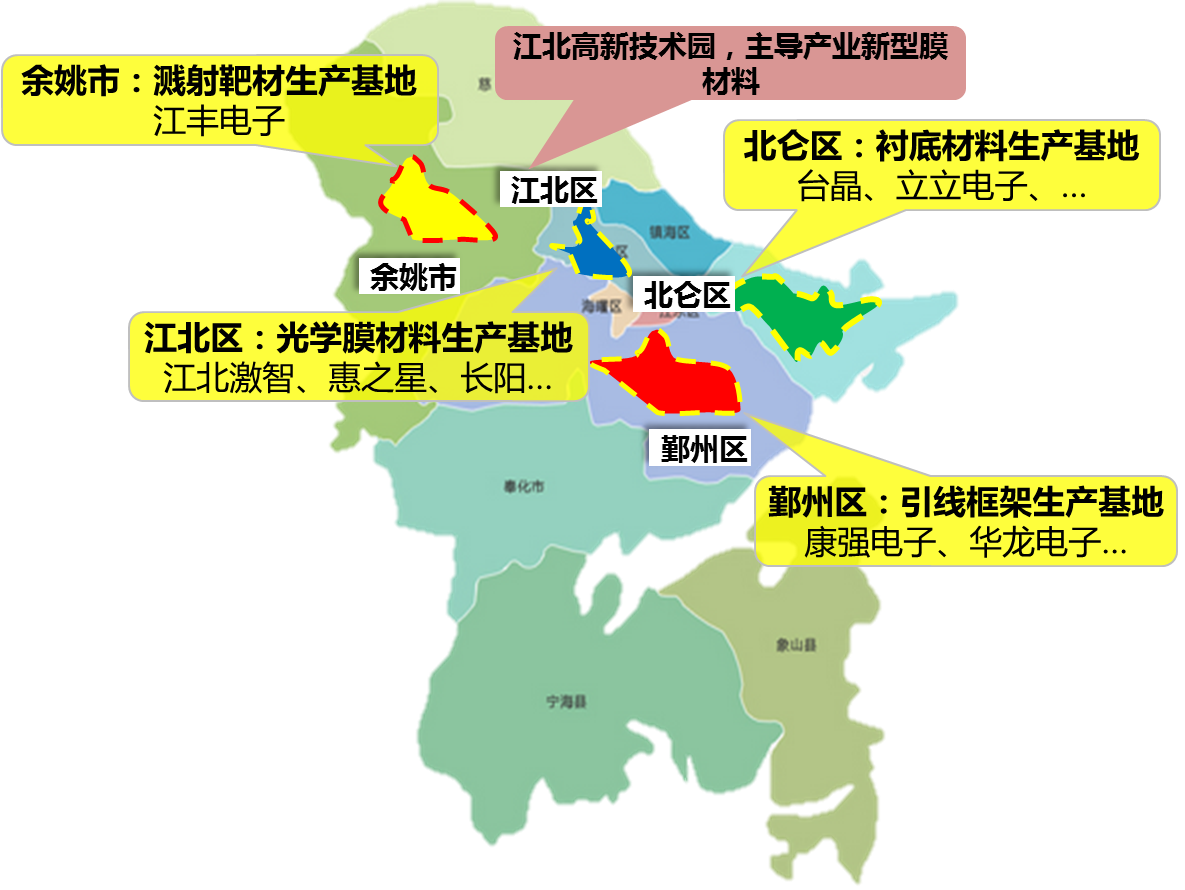 江北高新技术园，主导产业新型膜
材料
余姚市：溅射靶材生产基地
江丰电子
慈
北仑区：衬底材料生产基地
台晶、立立电子、...
江北区
镇海区
区
余姚市
北仑区
海曙区
江东区
江北区：光学膜材料生产基地
江北激智、惠之星、长阳...
鄞州区
奉化市
鄞州区：引线框架生产基地
康强电子、华龙电子...
象山县
宁海县